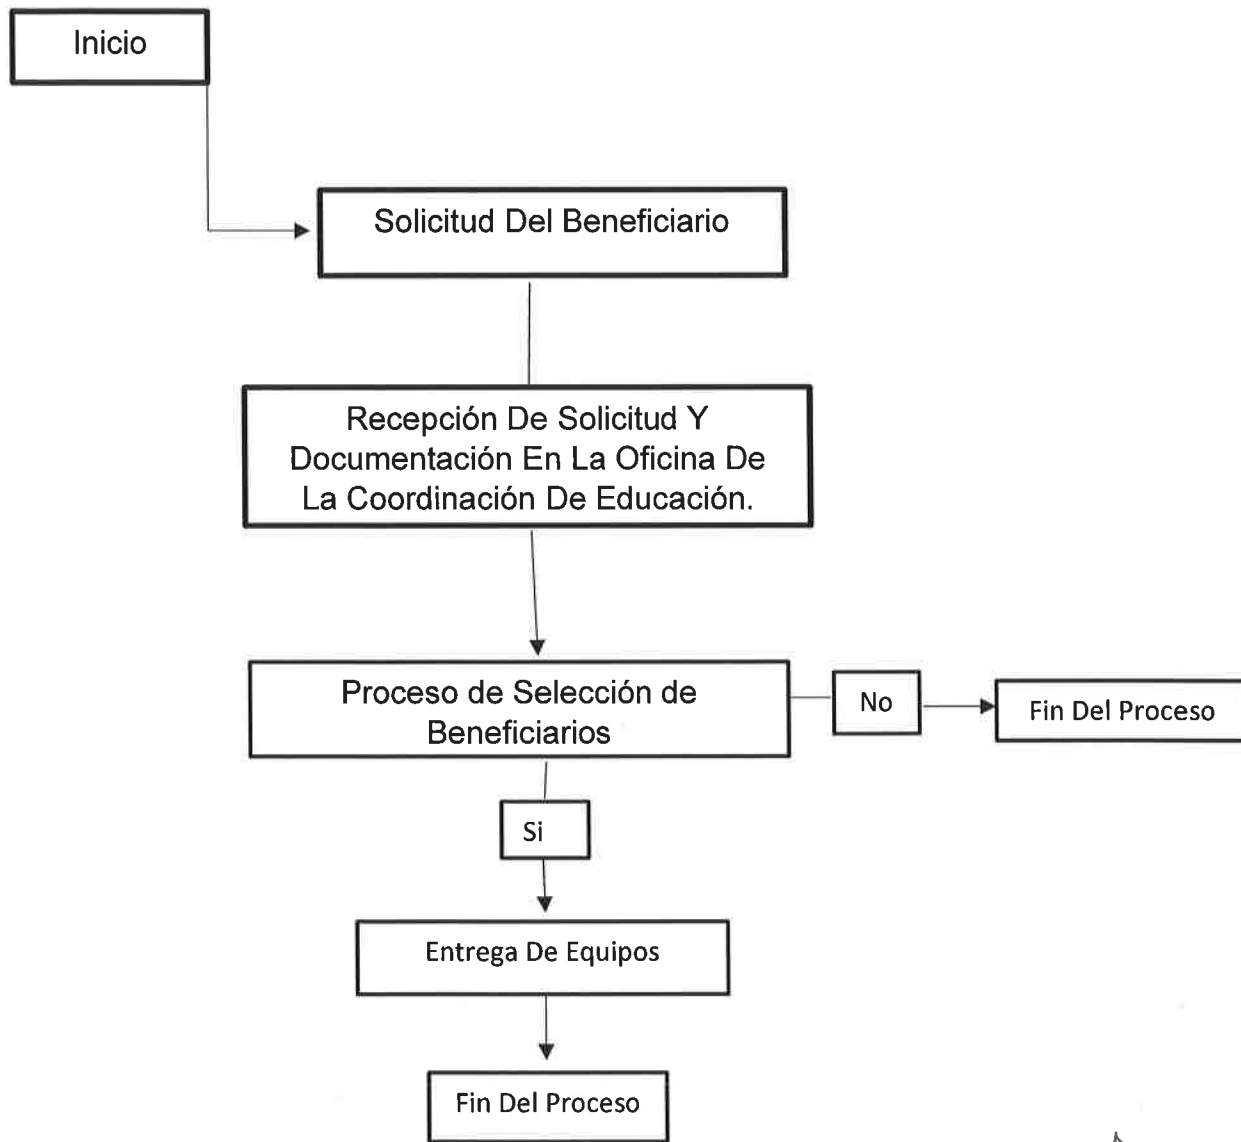 Inicio
Solicitud Del Beneficiario
Recepción De Solicitud Y
Documentación En La Oficina De
La Coordinación De Educación.
Proceso de Selección de
Beneficiarios
No
Fin Del Proceso
Si
Entrega De Equipos
Fin Del Proceso